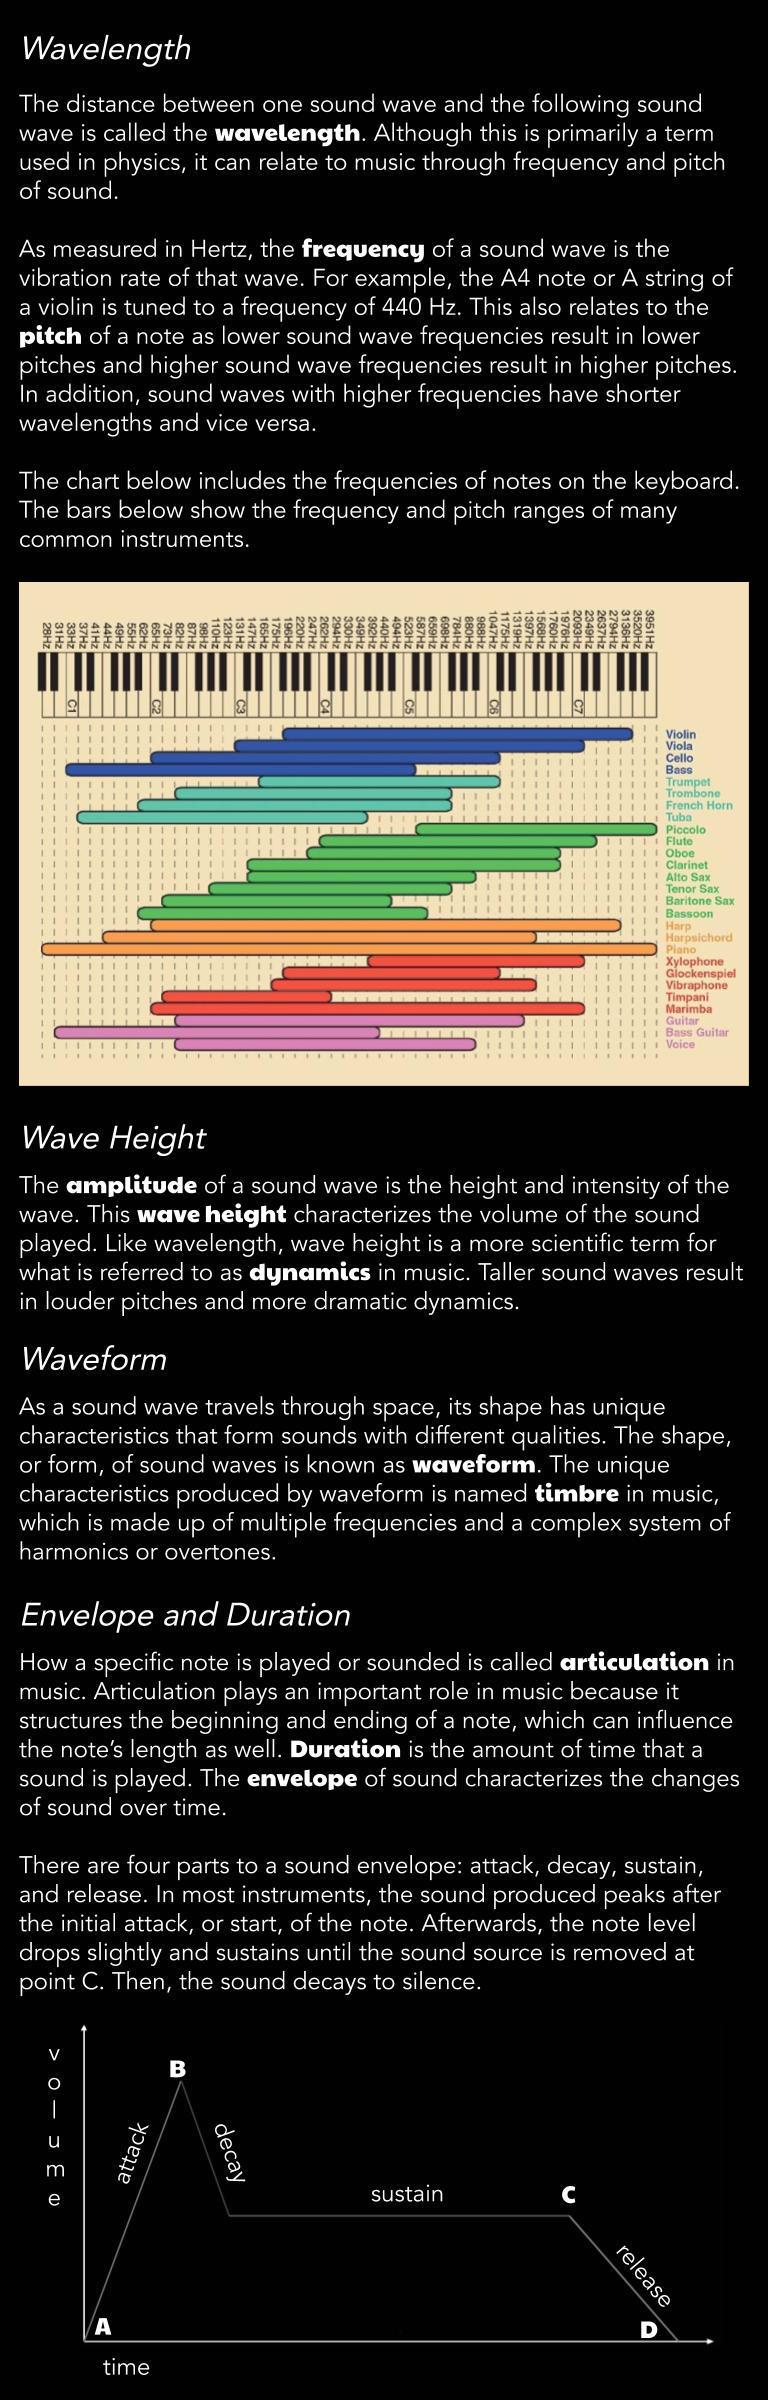 Wavelength
The distance between one sound wave and the following sound
wave is called the wavelength. Although this is primarily a term
used in physics, it can relate to music through frequency and pitch
of sound.
As measured in Hertz, the frequency of a sound wave is the
vibration rate of that wave. For example, the A4 note or A string of
a violin is tuned to a frequency of 440 Hz. This also relates to the
pitch of a note as lower sound wave frequencies result in lower
pitches and higher sound wave frequencies result in higher pitches.
In addition, sound waves with higher frequencies have shorter
wavelengths and vice versa.
The chart below includes the frequencies of notes on the keyboard.
The bars below show the frequency and pitch ranges of many
common instruments.
28Hz 31Hz 33Hz 37Hz 41Hz 44Hz 49Hz 55Hz 62Hz 65Hz 73Hz 82Hz 87Hz 98Hz 110Hz 123Hz 131Hz 147Hz 165Hz 175Hz 196Hz 220Hz 247Hz 262Hz 294Hz 330Hz 349Hz 392Hz 440Hz 494Hz 523Hz 587Hz 659Hz 698Hz 784Hz 880Hz 988Hz 1047Hz 1175Hz 1319Hz 1397Hz 1568Hz 1760Hz 1976Hz 2093Hz 2349Hz 2637Hz 2794Hz 3136Hz 3520Hz 3951Hz
C1 C2 C3 C4 C5 C6 C7
Violin
Viola
Cello
Bass
Trumpet
Trombone
French Horn
Tuba
Piccolo
Flute
Oboe
Clarinet
Alto Sax
Tenor Sax
Baritone Sax
Bassoon
Harp
Harpsichord
Piano
Xylophone
Glockenspiel
Vibraphone
Timpani
Marimba
Guitar
Bass Guitar
Voice
Wave Height
The amplitude of a sound wave is the height and intensity of the
wave. This wave height characterizes the volume of the sound
played. Like wavelength, wave height is a more scientific term for
what is referred to as dynamics in music. Taller sound waves result
in louder pitches and more dramatic dynamics.
Waveform
As a sound wave travels through space, its shape has unique
characteristics that form sounds with different qualities. The shape,
or form, of sound waves is known as waveform. The unique
characteristics produced by waveform is named timbre in music,
which is made up of multiple frequencies and a complex system of
harmonics or overtones.
Envelope and Duration
How a specific note is played or sounded is called articulation in
music. Articulation plays an important role in music because it
structures the beginning and ending of a note, which can influence
the note's length as well. Duration is the amount of time that a
sound is played. The envelope of sound characterizes the changes
of sound over time.
There are four parts to a sound envelope: attack, decay, sustain,
and release. In most instruments, the sound produced peaks after
the initial attack, or start, of the note. Afterwards, the note level
drops slightly and sustains until the sound source is removed at
point C. Then, the sound decays to silence.
volume
B
attack
decay
sustain
C
release
A
D
time